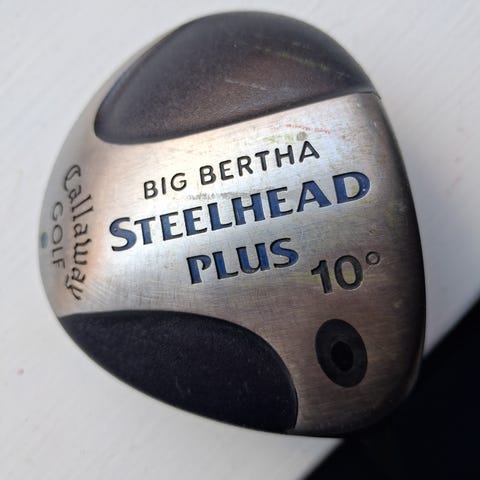 BIG BERTHA
STEELHEAD
PLUS
10°
Callaway
GOLF